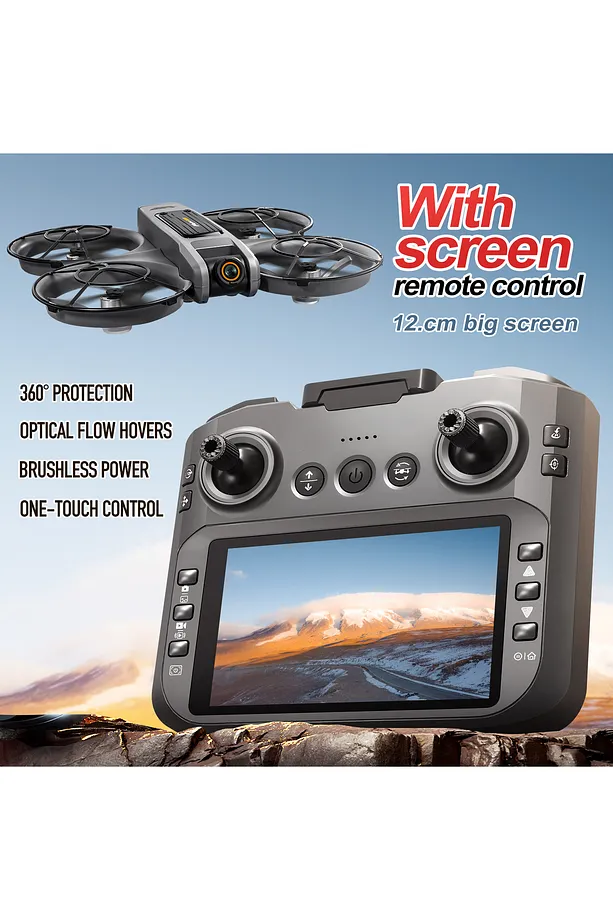 With
screen
remote control
12.cm big screen
360° PROTECTION
OPTICAL FLOW HOVERS
BRUSHLESS POWER
ONE-TOUCH CONTROL